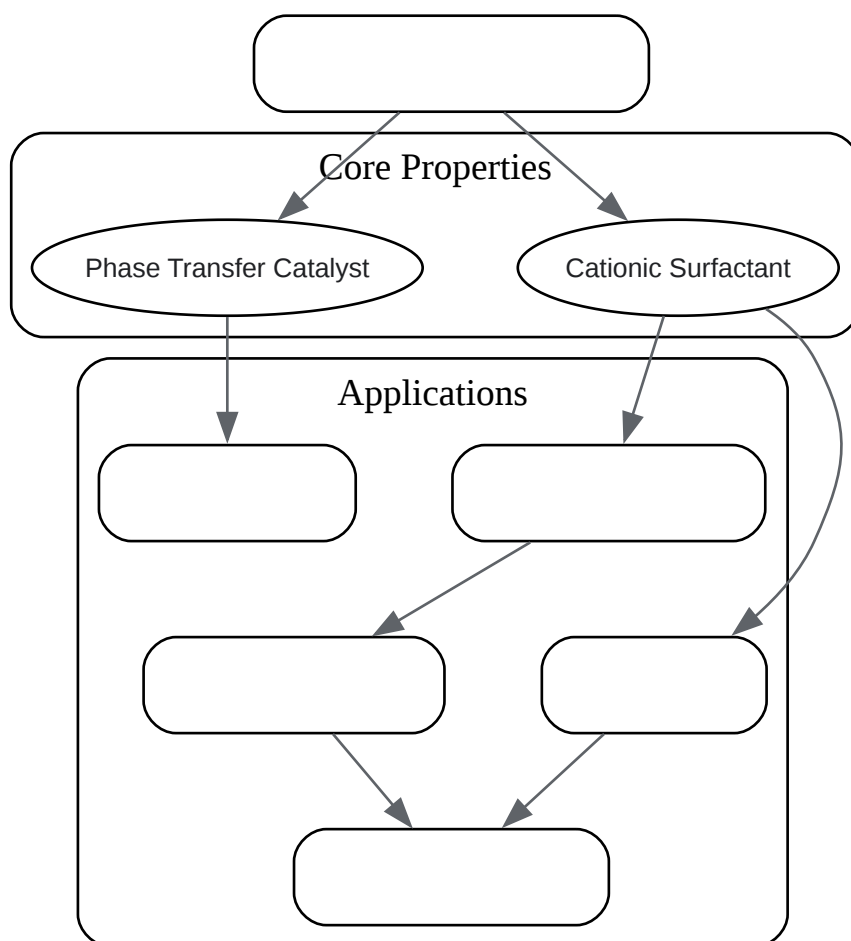 Core Properties
Phase Transfer Catalyst
Cationic Surfactant
Applications